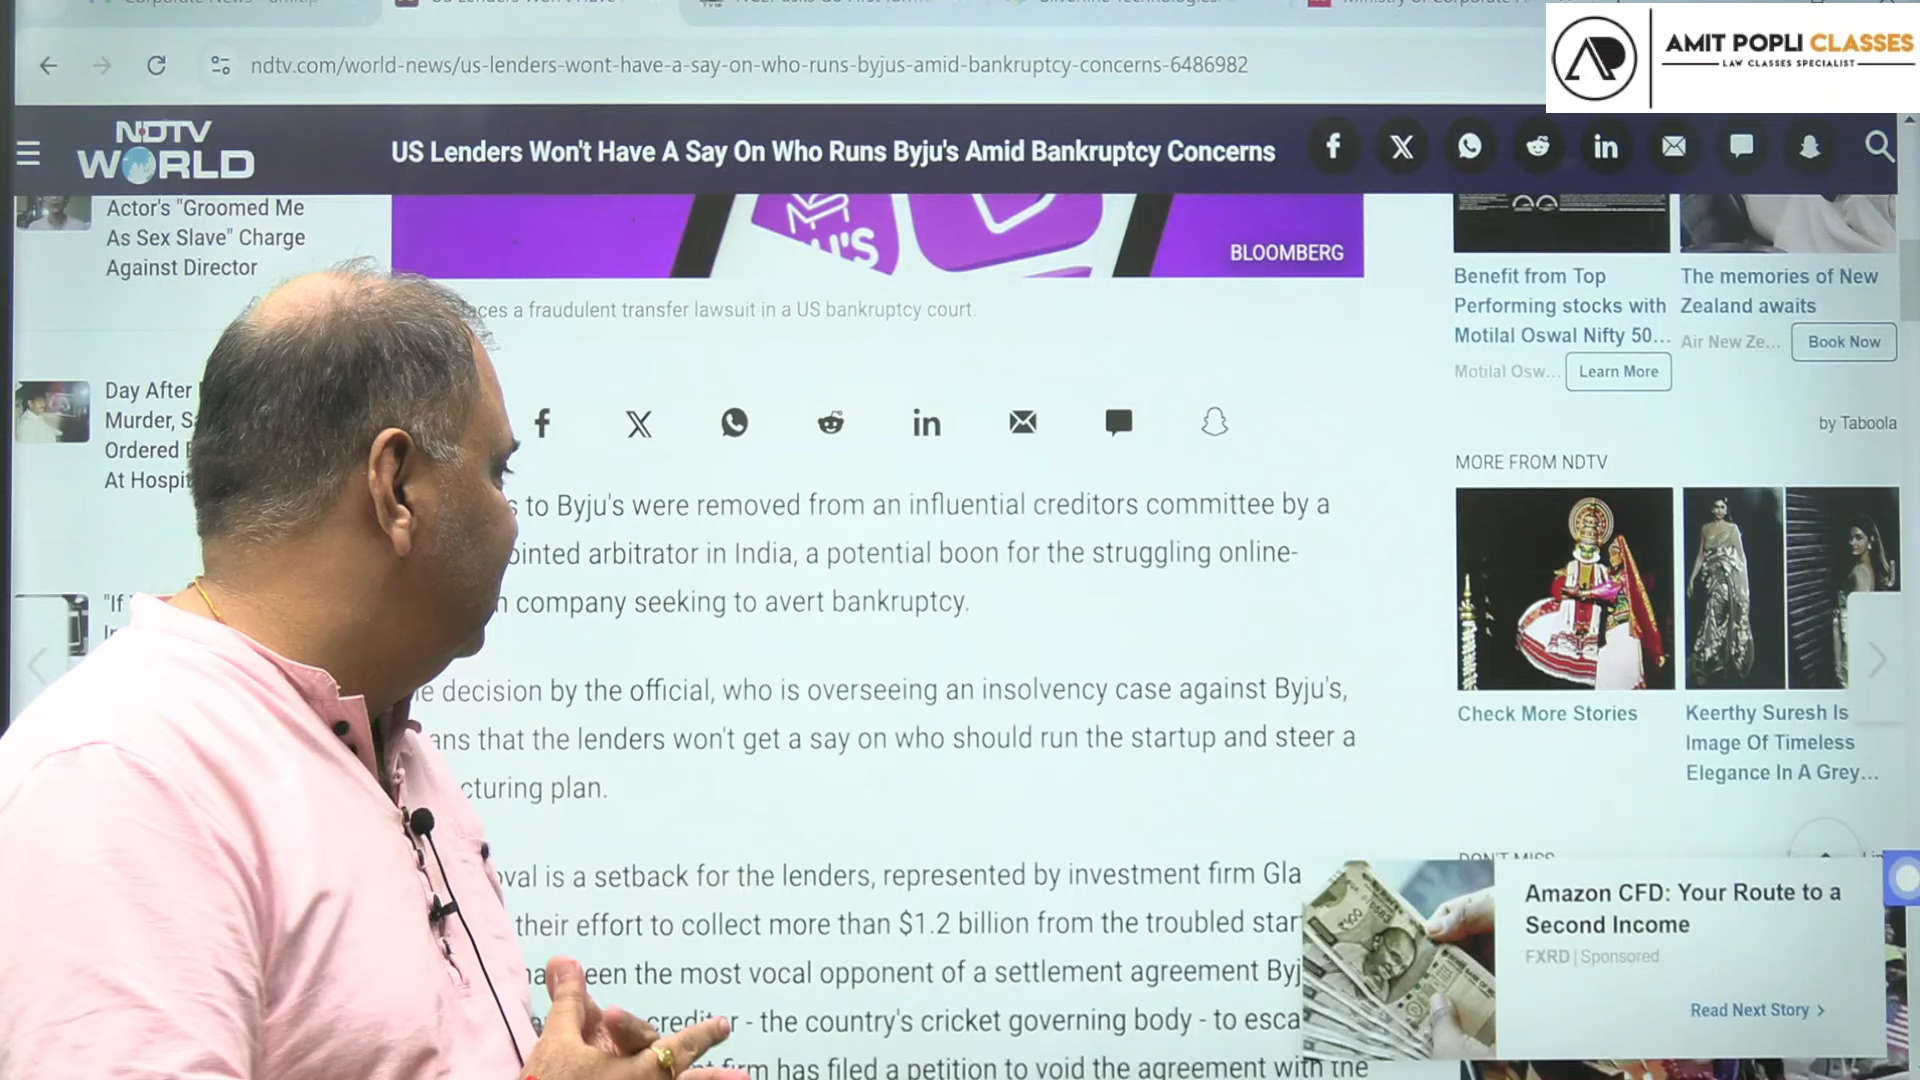 US Lenders Won't Have
AMIT POPLI CLASSES
LAW CLASSES SPECIALIST
ndtv.com/world-news/us-lenders-wont-have-a-say-on-who-runs-byjus-amid-bankruptcy-concerns-6486982
NDTV
WORLD
US Lenders Won't Have A Say On Who Runs Byju's Amid Bankruptcy Concerns
Actor's "Groomed Me
As Sex Slave" Charge
Against Director
BLOOMBERG
a fraudulent transfer lawsuit in a US bankruptcy court.
Day After
Murder,
Ordered
At
"If
to Byju's were removed from an influential creditors committee by a
arbitrator in India, a potential boon for the struggling online-
company seeking to avert bankruptcy.
decision by the official, who is overseeing an insolvency case against Byju's,
that the lenders won't get a say on who should run the startup and steer a
plan.
is a setback for the lenders, represented by investment firm Gla
their effort to collect more than $1.2 billion from the troubled
been the most vocal opponent of a settlement agreement Byj
creditor - the country's cricket governing body - to
firm has filed a petition to void the agreement with the
Benefit from Top
Performing stocks with
Motilal Oswal Nifty 50...
Motilal Osw...
Learn More
The memories of New
Zealand awaits
Air New Ze...
Book Now
by Taboola
MORE FROM NDTV
Check More Stories
Keerthy Suresh Is
Image Of Timeless
Elegance In A Grey...
DON'T MISS
Amazon CFD: Your Route to a
Second Income
FXRD | Sponsored
Read Next Story >